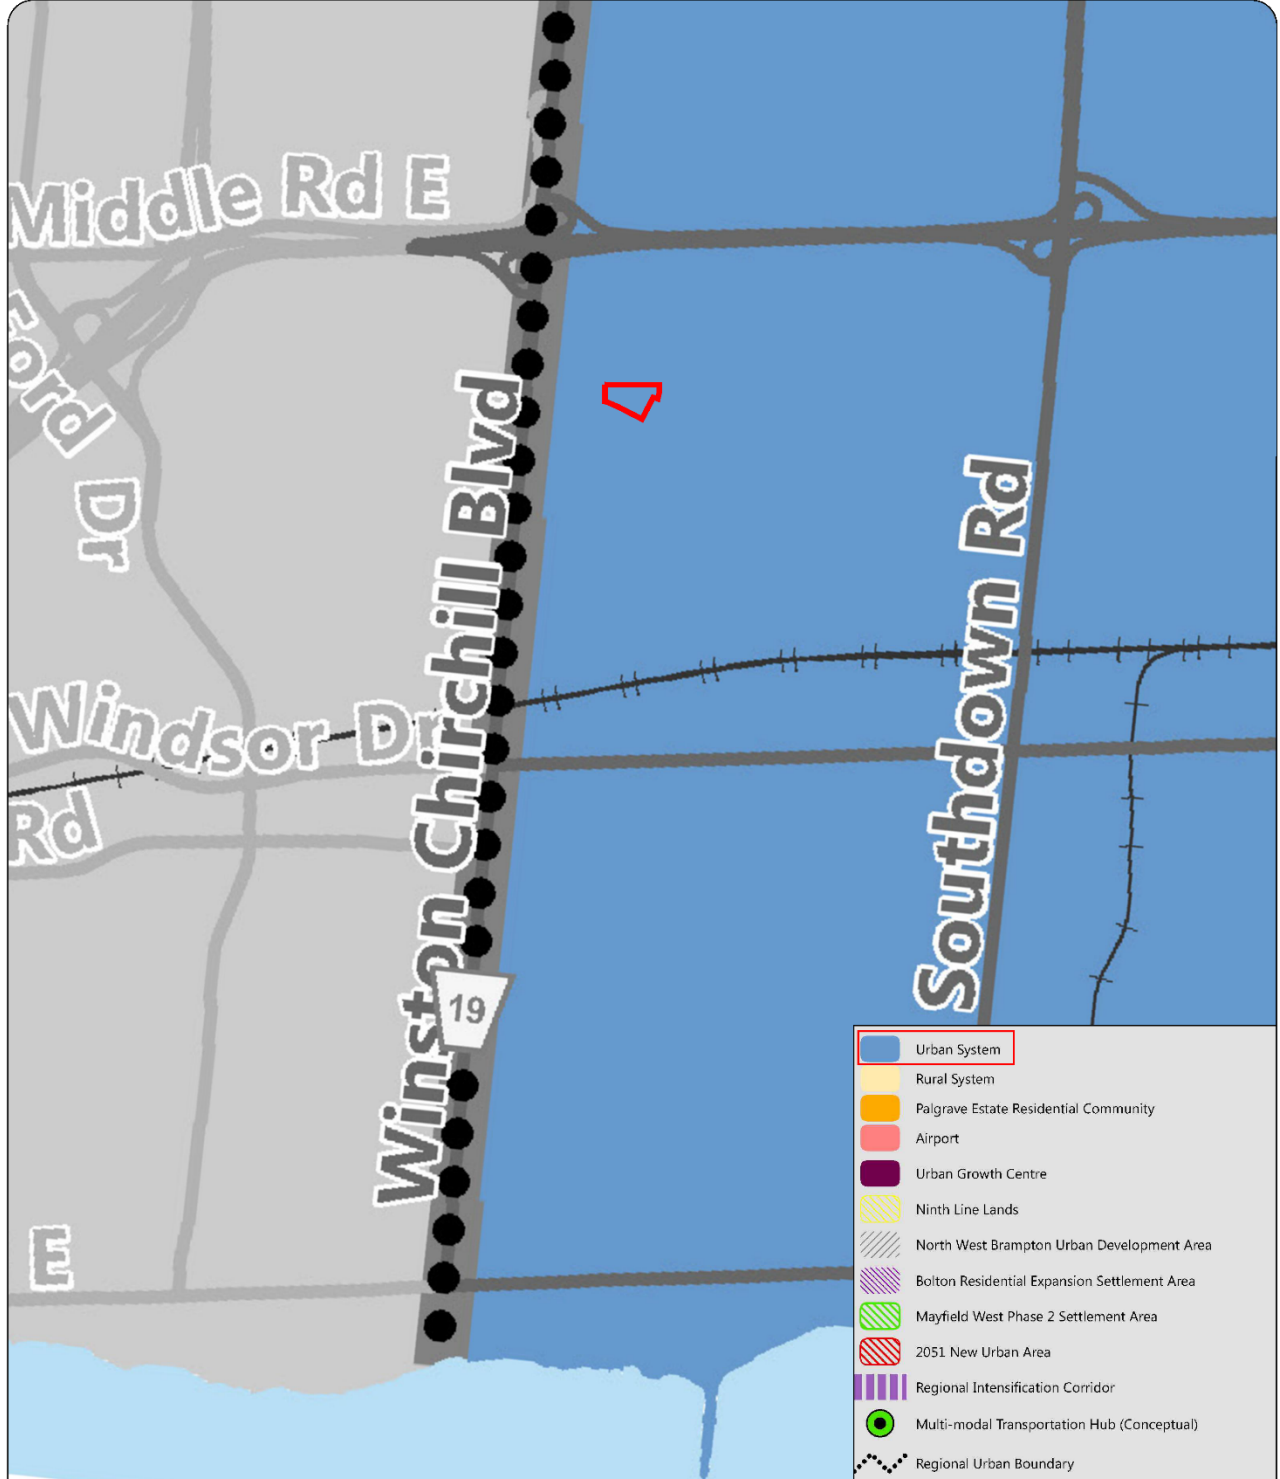 Middle Rd E
Ford
Dr
Winston Chirchill Blvd
Southdown Rd
Windsor Dr
Rd
19
E
Urban System
Rural System
Palgrave Estate Residential Community
Airport
Urban Growth Centre
Ninth Line Lands
North West Brampton Urban Development Area
Bolton Residential Expansion Settlement Area
Mayfield West Phase 2 Settlement Area
2051 New Urban Area
Regional Intensification Corridor
Multi-modal Transportation Hub (Conceptual)
Regional Urban Boundary